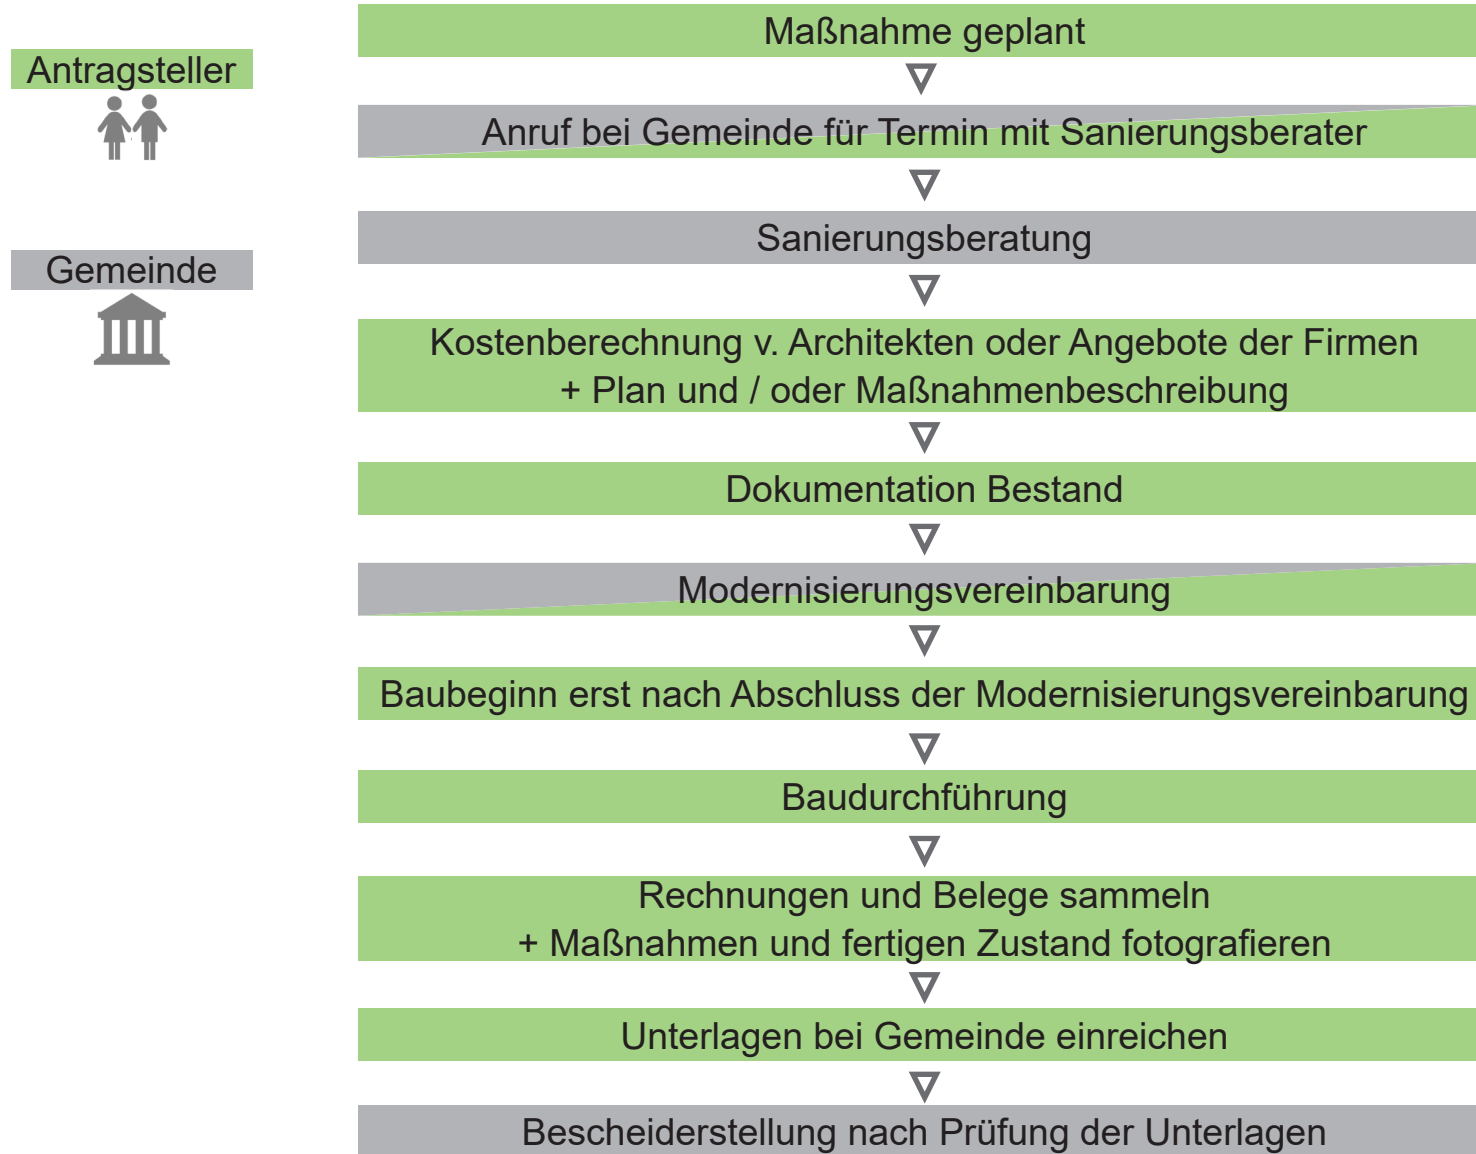 Antragsteller
Gemeinde
Maßnahme geplant
Anruf bei Gemeinde für Termin mit Sanierungsberater
Sanierungsberatung
Kostenberechnung v. Architekten oder Angebote der Firmen
+ Plan und / oder Maßnahmenbeschreibung
Dokumentation Bestand
Modernisierungsvereinbarung
Baubeginn erst nach Abschluss der Modernisierungsvereinbarung
Baudurchführung
Rechnungen und Belege sammeln
+ Maßnahmen und fertigen Zustand fotografieren
Unterlagen bei Gemeinde einreichen
Bescheiderstellung nach Prüfung der Unterlagen